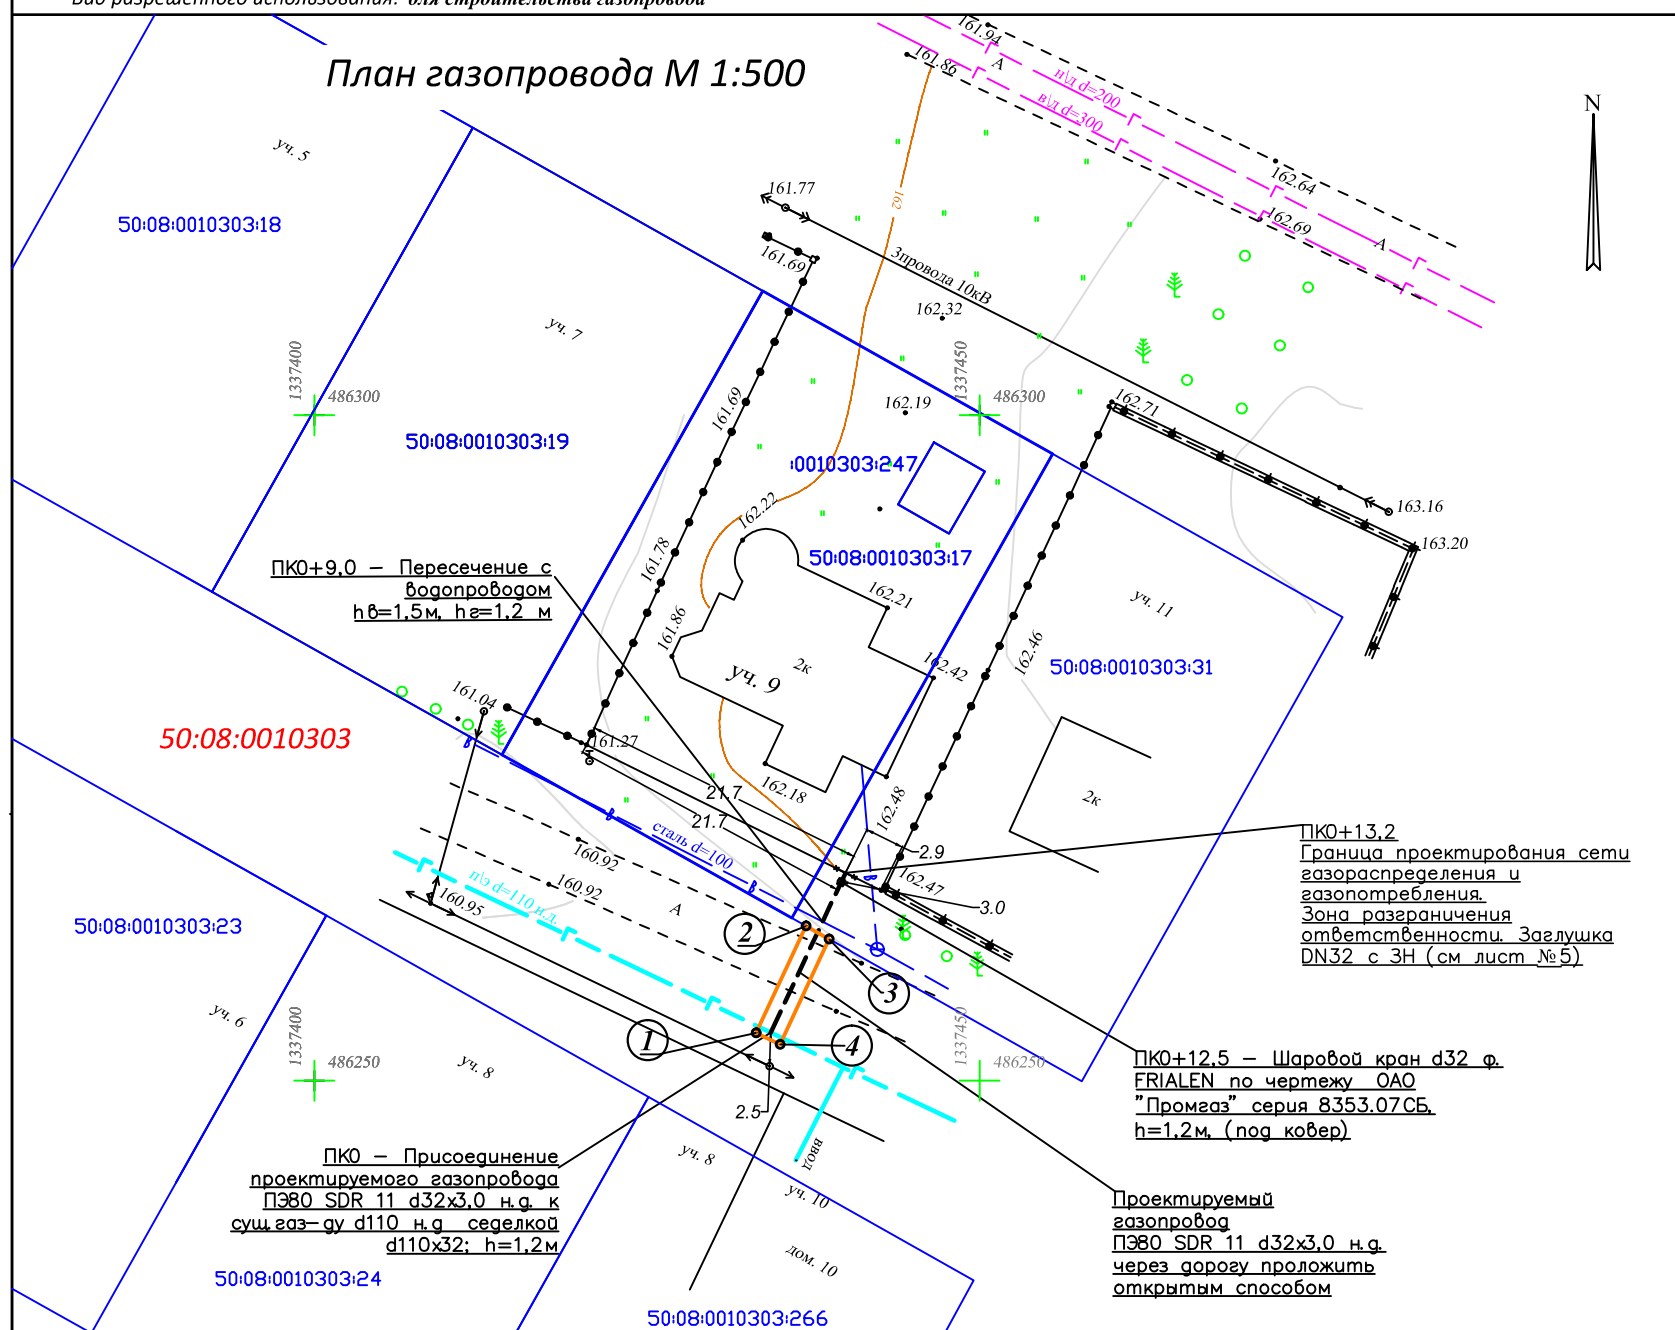 Вид разрешенного использования: для строительства газопровода
План газопровода М 1:500
161.94
161.86
А
н\д d=200
в\д d=300
N
уч. 5
161.77
162.64
162
162.69
А
50:08:0010303:18
161.69
3провода 10кВ
162.32
уч. 7
1337400
486300
1337450
486300
161.69
162.19
162.71
50:08:0010303:19
:0010303:247
163.16
162.22
163.20
161.78
50:08:0010303:17
ПК0+9,0 – Пересечение с
водопроводом
hв=1,5м, hг=1,2 м
162.21
уч. 11
161.86
2к
162.46
162.42
50:08:0010303:31
уч. 9
161.04
50:08:0010303
в
161.27
21.7
162.18
2к
162.48
21.7
в
сталь d=100
ПК0+13,2
Граница проектирования сети
газораспределения и
газопотребления.
Зона разграничения
ответственности. Заглушка
DN32 с ЗН (см лист №5)
160.92
2.9
в
в
162.47
160.92
п\э d=110 н.д.
160.95
А
3.0
50:08:0010303:23
2
3
уч. 6
1
4
1337400
486250
1337450
486250
уч. 8
ПК0+12,5 – Шаровой кран d32 ф.
FRIALEN по чертежу ОАО
"Промгаз" серия 8353.07СБ,
h=1,2м, (под ковер)
2.5
ввод
ПК0 – Присоединение
проектируемого газопровода
ПЭ80 SDR 11 d32х3,0 н.д. к
сущ.газ–ду d110 н.д седелкой
d110х32; h=1,2м
уч. 8
уч. 10
Проектируемый
газопровод
ПЭ80 SDR 11 d32х3,0 н.д.
через дорогу проложить
открытым способом
дом. 10
50:08:0010303:24
50:08:0010303:266